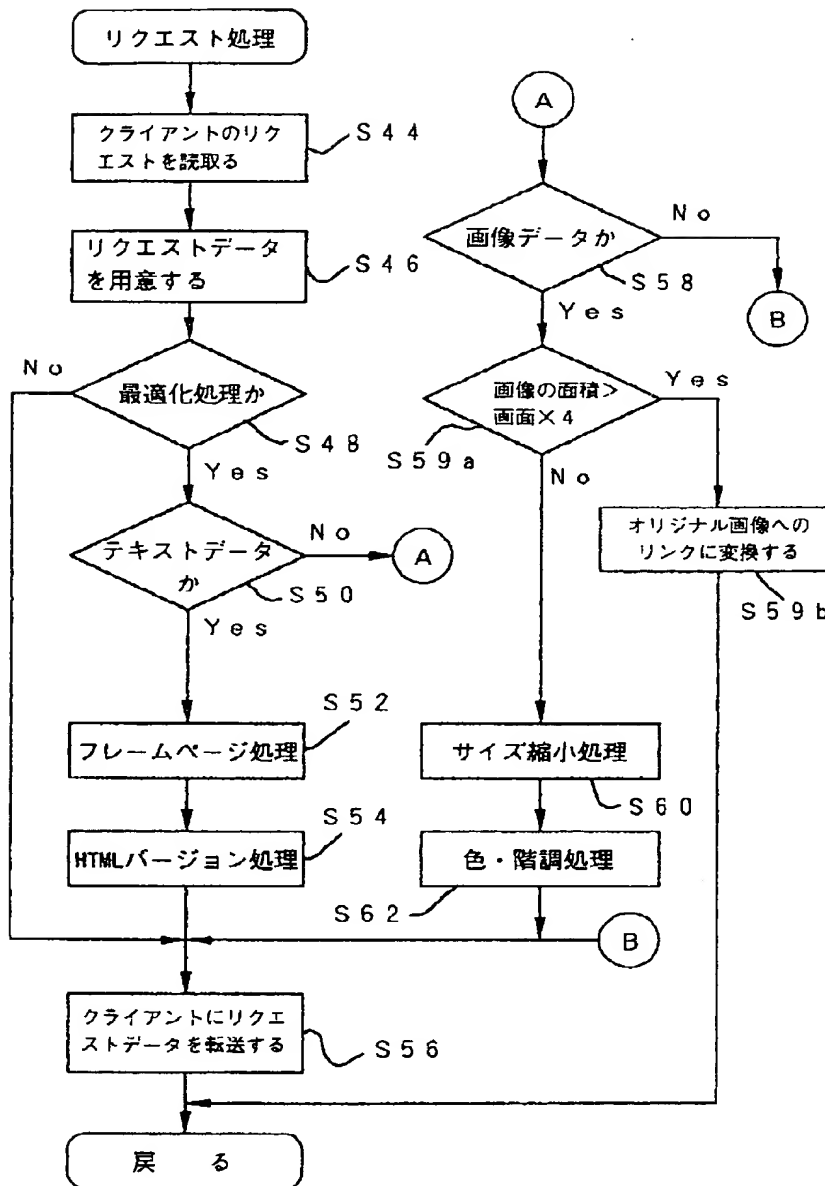 リクエスト処理
クライアントのリク
エストを読取る
S44
リクエストデータ
を用意する
S46
No
最適化処理か
S48
Yes
テキストデータ
か
No
A
S50
Yes
S52
フレームページ処理
S54
HTMLバージョン処理
クライアントにリクエ
ストデータを転送する
S56
戻 る
A
画像データか
No
S58
B
Yes
画像の面積>
画面×4
Yes
S59a
No
オリジナル画像への
リンクに変換する
S59b
サイズ縮小処理
S60
色・階調処理
S62
B